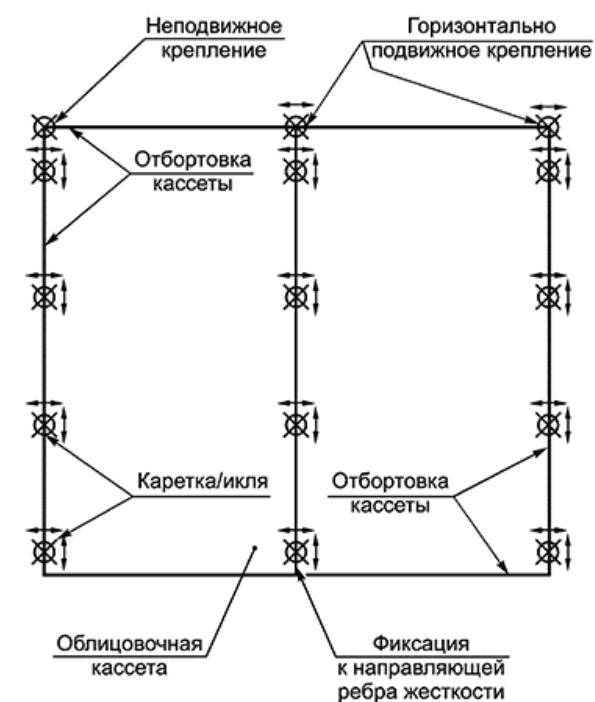 Неподвижное
крепление
Горизонтально
подвижное крепление
Отбортовка
кассеты
Каретка/икля
Отбортовка
кассеты
Облицовочная
кассета
Фиксация
к направляющей
ребра жесткости